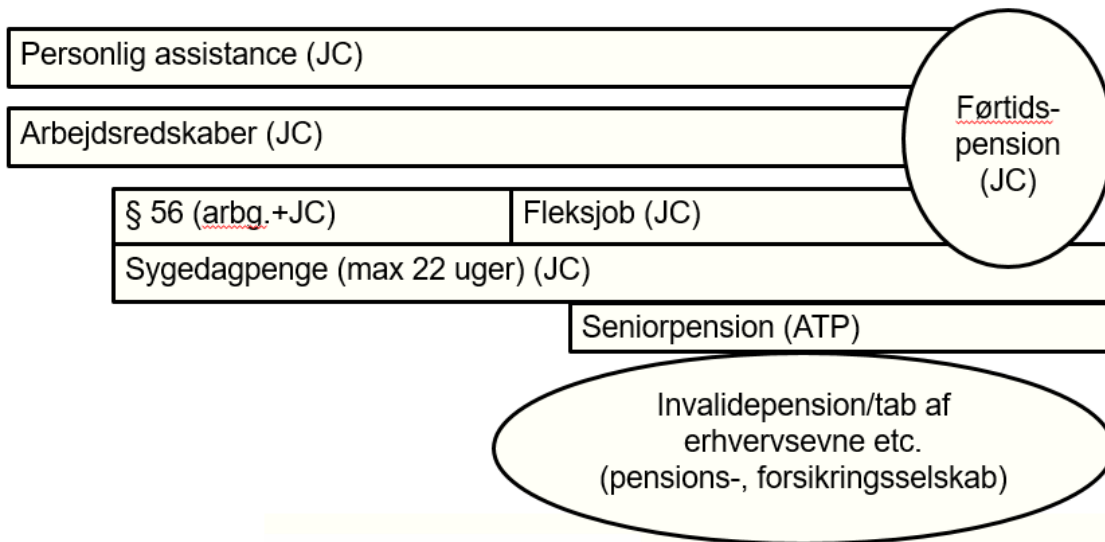 Personlig assistance (JC)
Arbejdsredskaber (JC)
Førtids-
pension
(JC)
§ 56 (arbg.+JC)
Fleksjob (JC)
Sygedagpenge (max 22 uger) (JC)
Seniorpension (ATP)
Invalidepension/tab af
erhvervsevne etc.
(pensions-, forsikringsselskab)